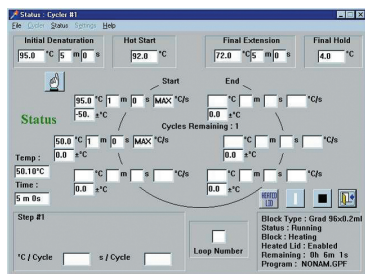 Status : Cycler #1
File Cycler Status Settings Help
Initial Denaturation Hot Start Final Extension Final Hold
95.0 °C 5 m 0 s 92.0 °C 72.0 °C 5 m 0 s 4.0 °C
Start End
95.0 °C 1 m 0 s MAX °C/s °C m s °C/s
-50. ±°C 0.0 ±°C
Status
Cycles Remaining : 1
50.0 °C 1 m 0 s MAX °C/s °C m s °C/s
0.0 ±°C 0.0 ±°C
Temp :
50.10°C
°C m s °C/s °C m s °C/s
0.0 ±°C 0.0 ±°C
Time :
5m 0s
HEATED LID
Step #1
°C / Cycle s / Cycle
Loop Number
Block Type : Grad 96x0.2ml
Status : Running
Block : Heating
Heated Lid : Enabled
Remaining : 0h 6m 1s
Program : NONAM.GPF